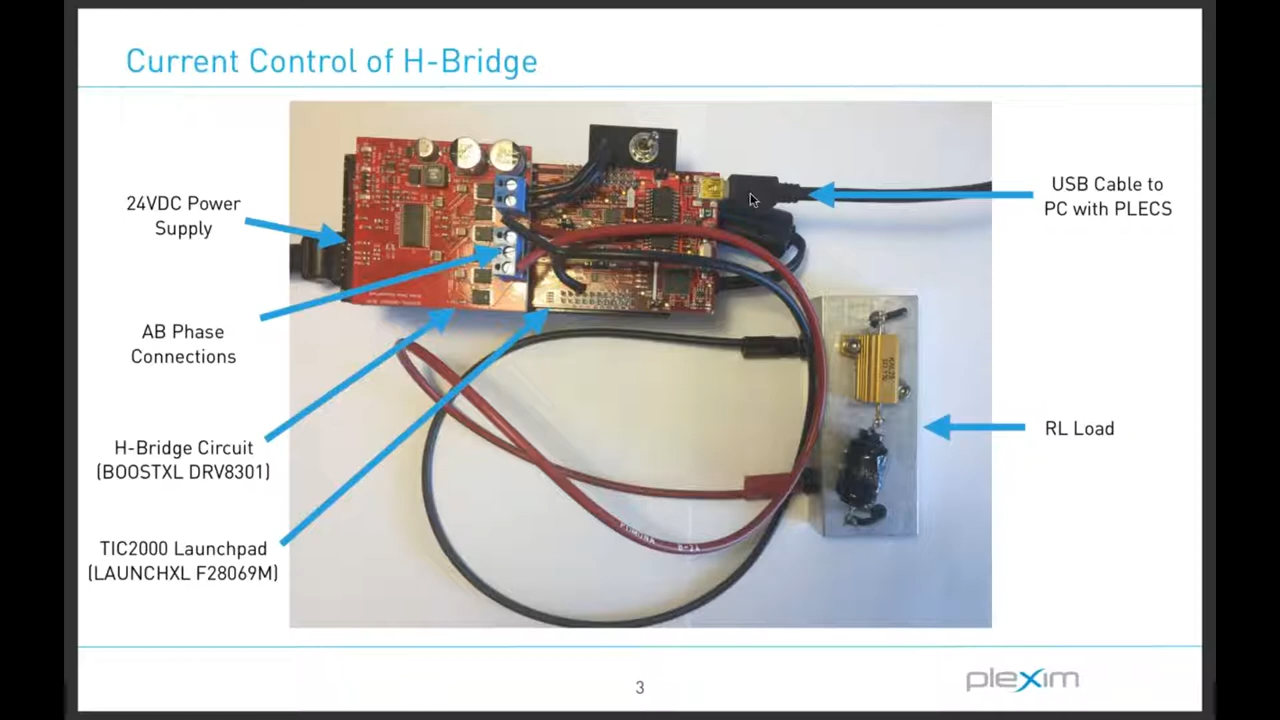 Current Control of H-Bridge
24VDC Power
Supply
AB Phase
Connections
H-Bridge Circuit
(BOOSTXL DRV8301)
TIC2000 Launchpad
(LAUNCHXL F28069M)
USB Cable to
PC with PLECS
RL Load
POMONA
3
plexim